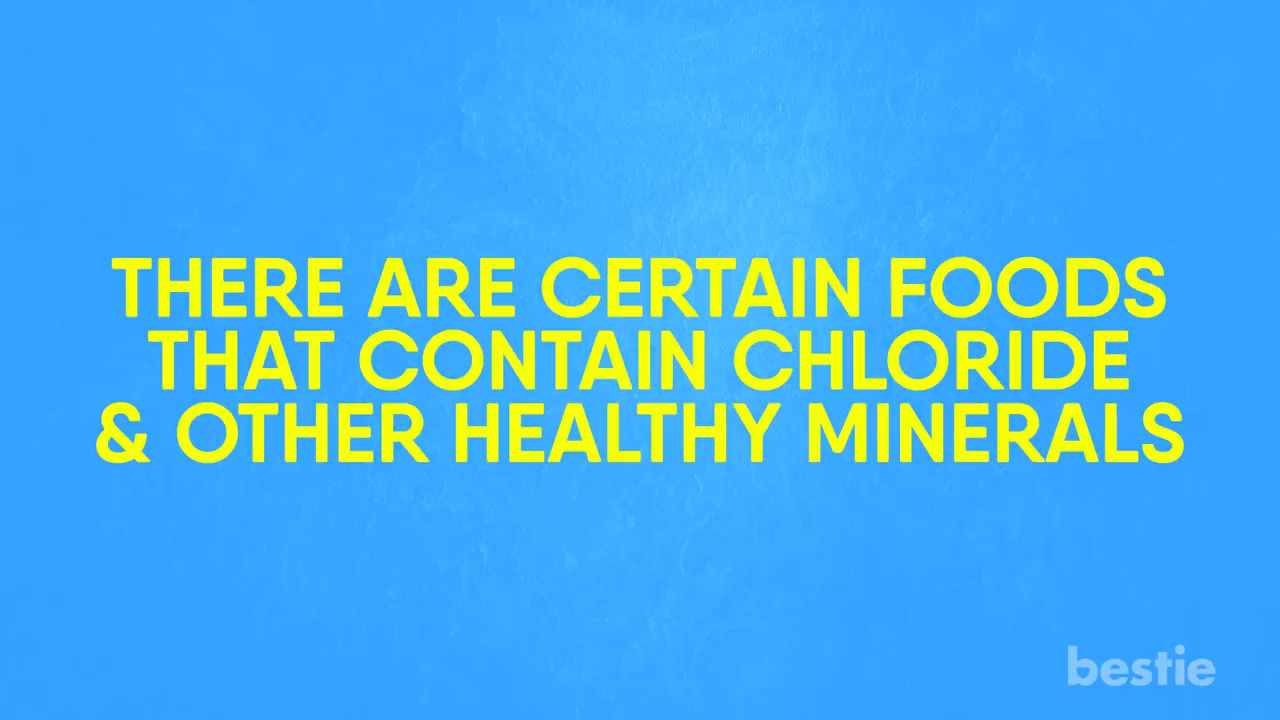 THERE ARE CERTAIN FOODS
THAT CONTAIN CHLORIDE
& OTHER HEALTHY MINERALS
bestie